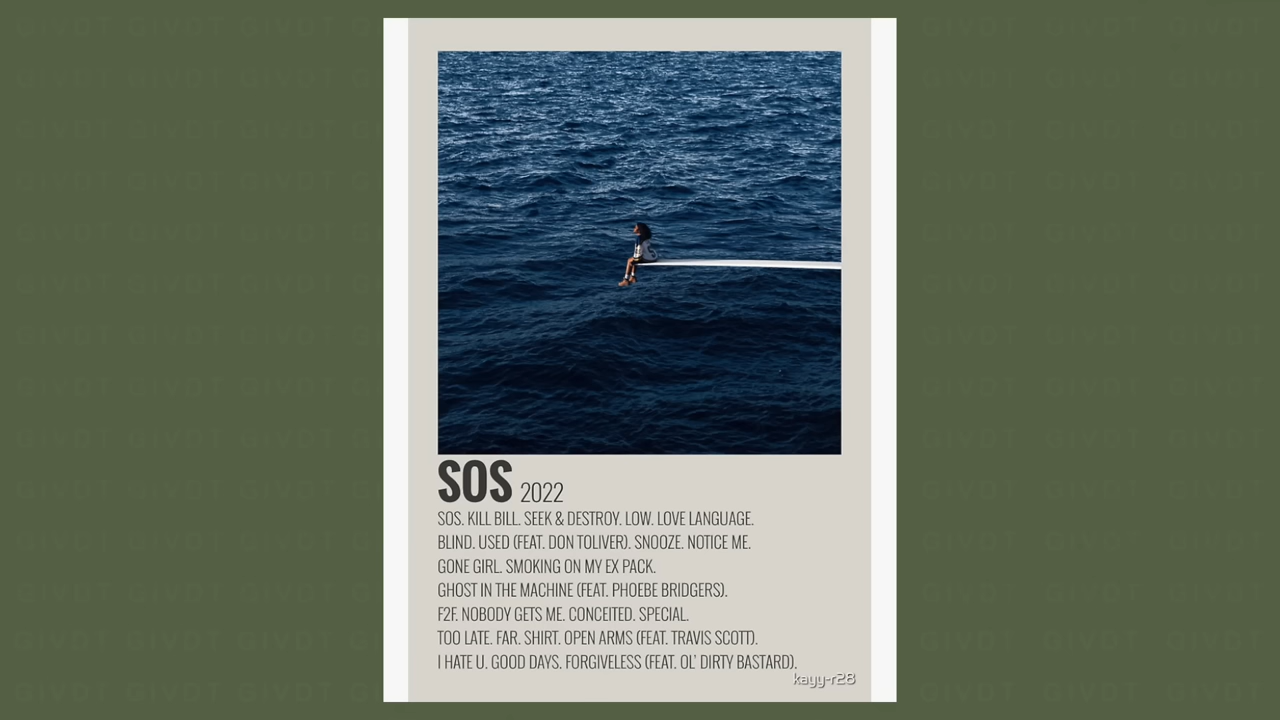 SOS 2022
SOS. KILL BILL. SEEK & DESTROY. LOW. LOVE LANGUAGE.
BLIND. USED (FEAT. DON TOLIVER). SNOOZE. NOTICE ME.
GONE GIRL. SMOKING ON MY EX PACK.
GHOST IN THE MACHINE (FEAT. PHOEBE BRIDGERS).
F2F. NOBODY GETS ME. CONCEITED. SPECIAL.
TOO LATE. FAR. SHIRT. OPEN ARMS (FEAT. TRAVIS SCOTT).
I HATE U. GOOD DAYS. FORGIVELESS (FEAT. OL' DIRTY BASTARD).
kayy-r28